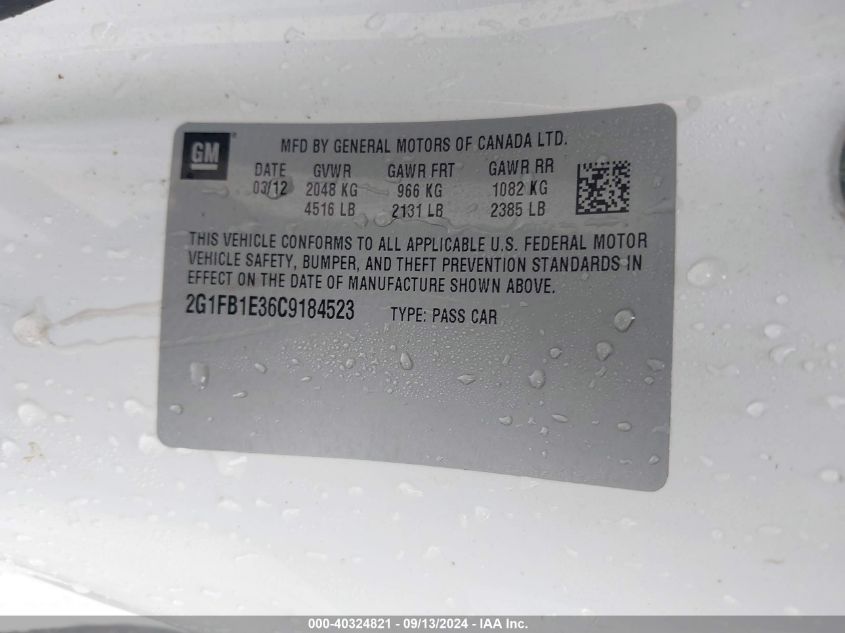 GM
MFD BY GENERAL MOTORS OF CANADA LTD.
DATE GVWR GAWR FRT GAWR RR
03/12 2048 KG 966 KG 1082 KG
4516 LB 2131 LB 2385 LB
THIS VEHICLE CONFORMS TO ALL APPLICABLE U.S. FEDERAL MOTOR
VEHICLE SAFETY, BUMPER, AND THEFT PREVENTION STANDARDS IN
EFFECT ON THE DATE OF MANUFACTURE SHOWN ABOVE.
2G1FB1E36C9184523 TYPE: PASS CAR
000-40324821 - 09/13/2024 - IAA Inc.